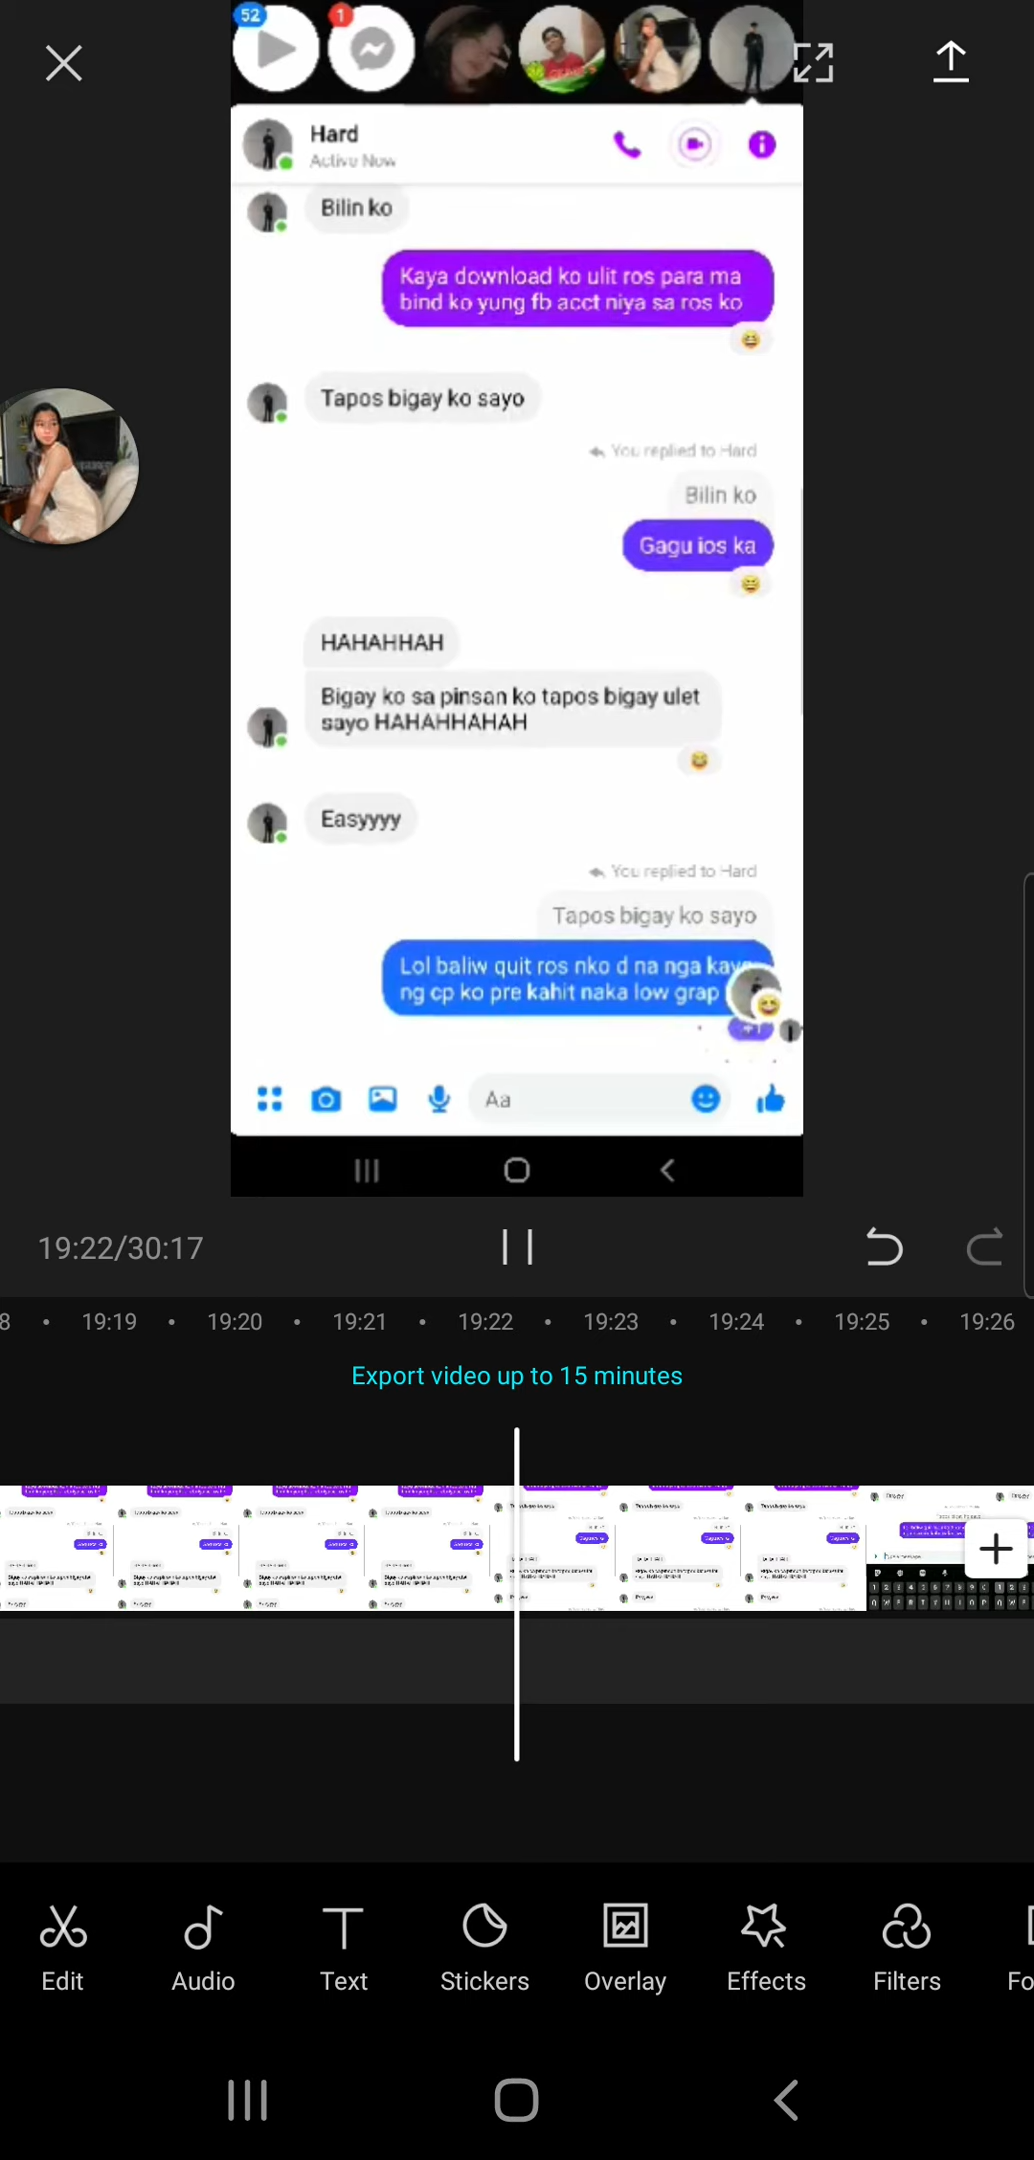 52
1
Hard
Active Now
Bilin ko
Kaya download ko ulit ros para ma
bind ko yung fb acct niya sa ros ko
Tapos bigay ko sayo
You replied to Hard
Bilin ko
Gagu ios ka
HAHAHHAH
Bigay ko sa pinsan ko tapos bigay ulet
sayo HAHAHHAHAH
Easyyyy
You replied to Hard
Tapos bigay ko sayo
Lol baliw quit ros nko d na nga
ng cp ko pre kahit naka low grap
Aa
19:22/30:17
8 19:19 19:20 19:21 19:22 19:23 19:24 19:25 19:26
Export video up to 15 minutes
Edit Audio Text Stickers Overlay Effects Filters Fo